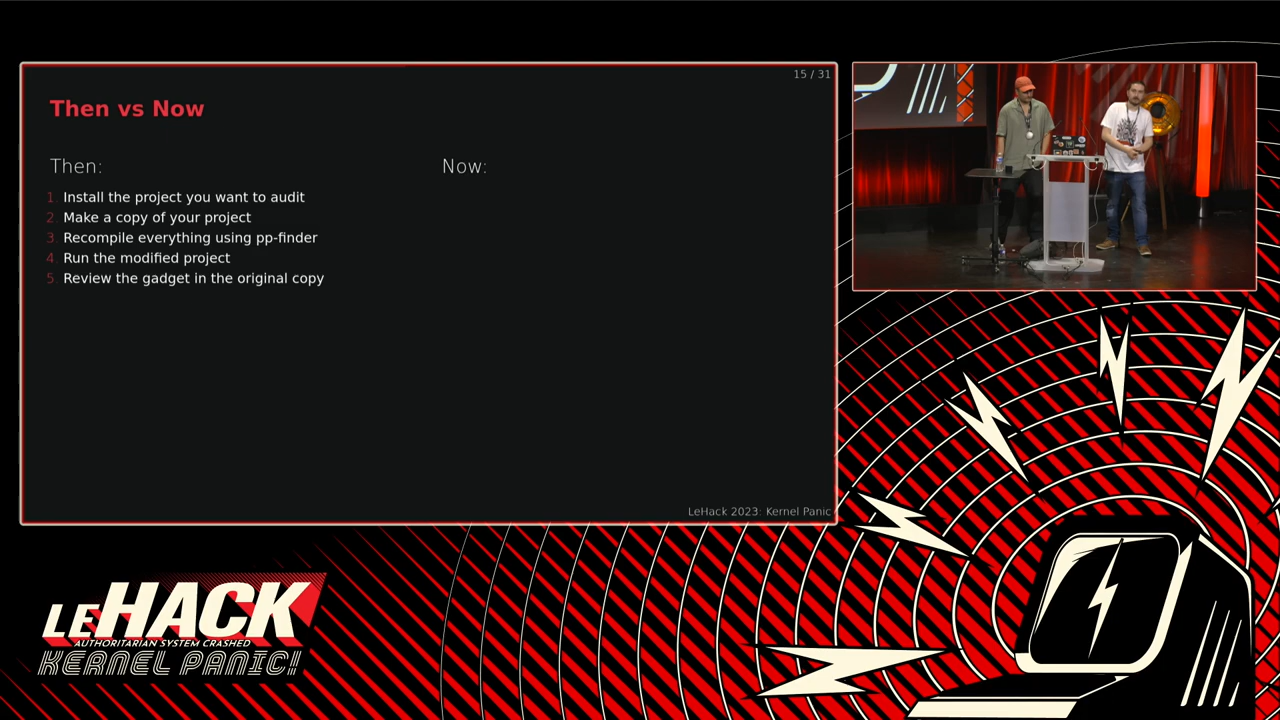 15 / 31
Then vs Now
Then:
1. Install the project you want to audit
2. Make a copy of your project
3. Recompile everything using pp-finder
4. Run the modified project
5. Review the gadget in the original copy
Now:
LeHack 2023: Kernel Panic
LEHACK
AUTHORITARIAN SYSTEM CRASHED
KERNEL PANIC!